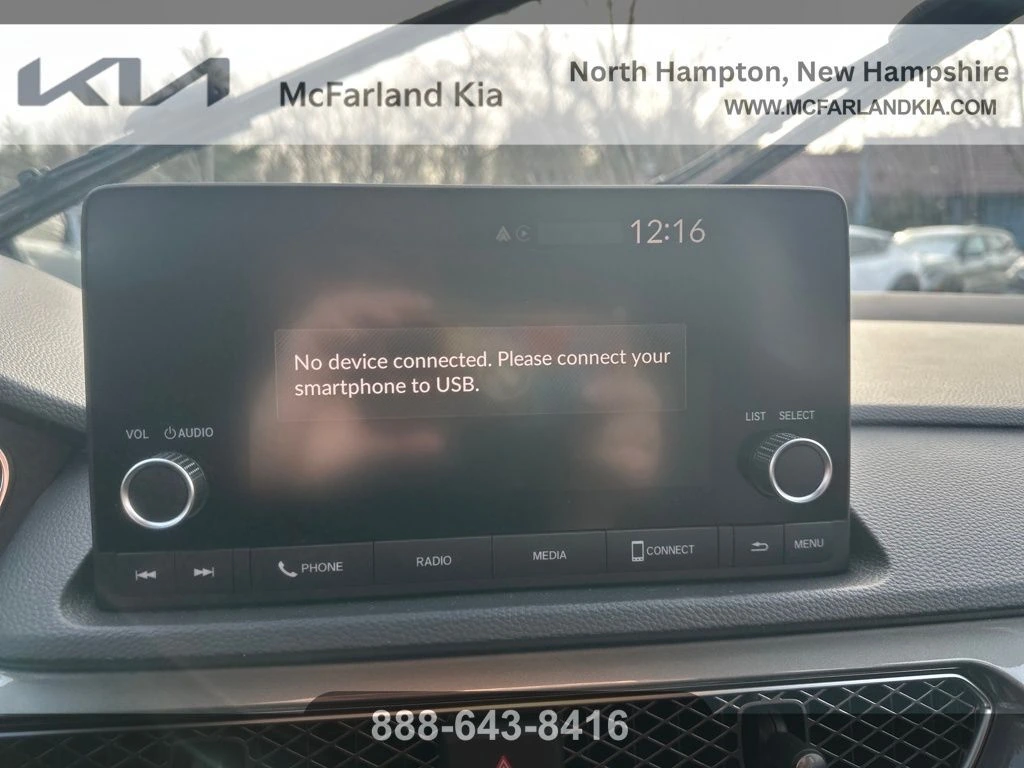 KIA
McFarland Kia
North Hampton, New Hampshire
WWW.MCFARLANDKIA.COM
12:16
No device connected. Please connect your
smartphone to USB.
VOL AUDIO
LIST SELECT
PHONE
RADIO
MEDIA
CONNECT
MENU
888-643-8416